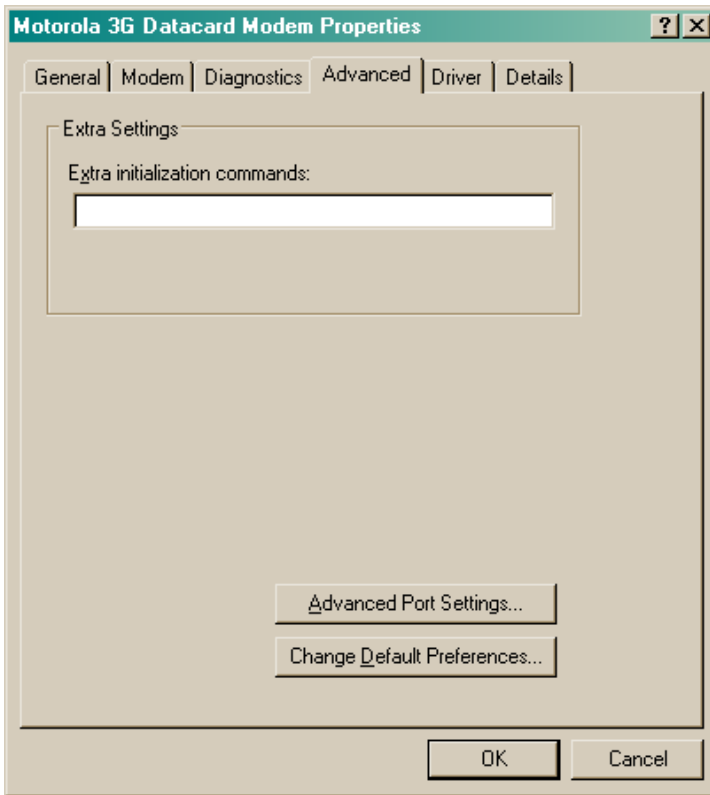 Motorola 3G Datacard Modem Properties
General Modem Diagnostics Advanced Driver Details
Extra Settings
Extra initialization commands:
Advanced Port Settings...
Change Default Preferences...
OK Cancel